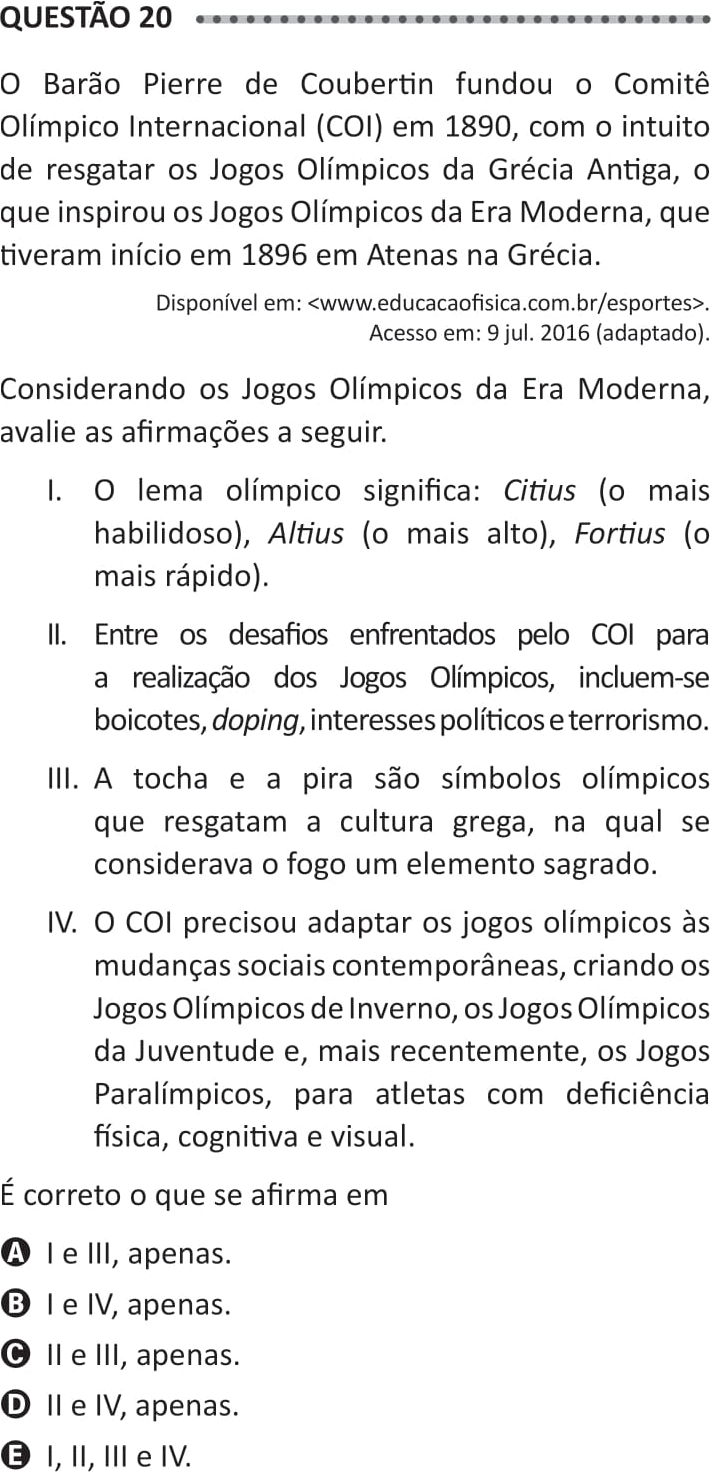 QUESTÃO 20
O Barão Pierre de Coubertin fundou o Comitê
Olímpico Internacional (COI) em 1890, com o intuito
de resgatar os Jogos Olímpicos da Grécia Antiga, o
que inspirou os Jogos Olímpicos da Era Moderna, que
tiveram início em 1896 em Atenas na Grécia.
Disponível em: <www.educacaofisica.com.br/esportes>.
Acesso em: 9 jul. 2016 (adaptado).
Considerando os Jogos Olímpicos da Era Moderna,
avalie as afirmações a seguir.
I. O lema olímpico significa: Citius (o mais
habilidoso), Altius (o mais alto), Fortius (o
mais rápido).
II. Entre os desafios enfrentados pelo COI para
a realização dos Jogos Olímpicos, incluem-se
boicotes, doping, interesses políticos e terrorismo.
III. A tocha e a pira são símbolos olímpicos
que resgatam a cultura grega, na qual se
considerava o fogo um elemento sagrado.
IV. O COI precisou adaptar os jogos olímpicos às
mudanças sociais contemporâneas, criando os
Jogos Olímpicos de Inverno, os Jogos Olímpicos
da Juventude e, mais recentemente, os Jogos
Paralímpicos, para atletas com deficiência
física, cognitiva e visual.
É correto o que se afirma em
A I e III, apenas.
B I e IV, apenas.
C II e III, apenas.
D II e IV, apenas.
E I, II, III e IV.